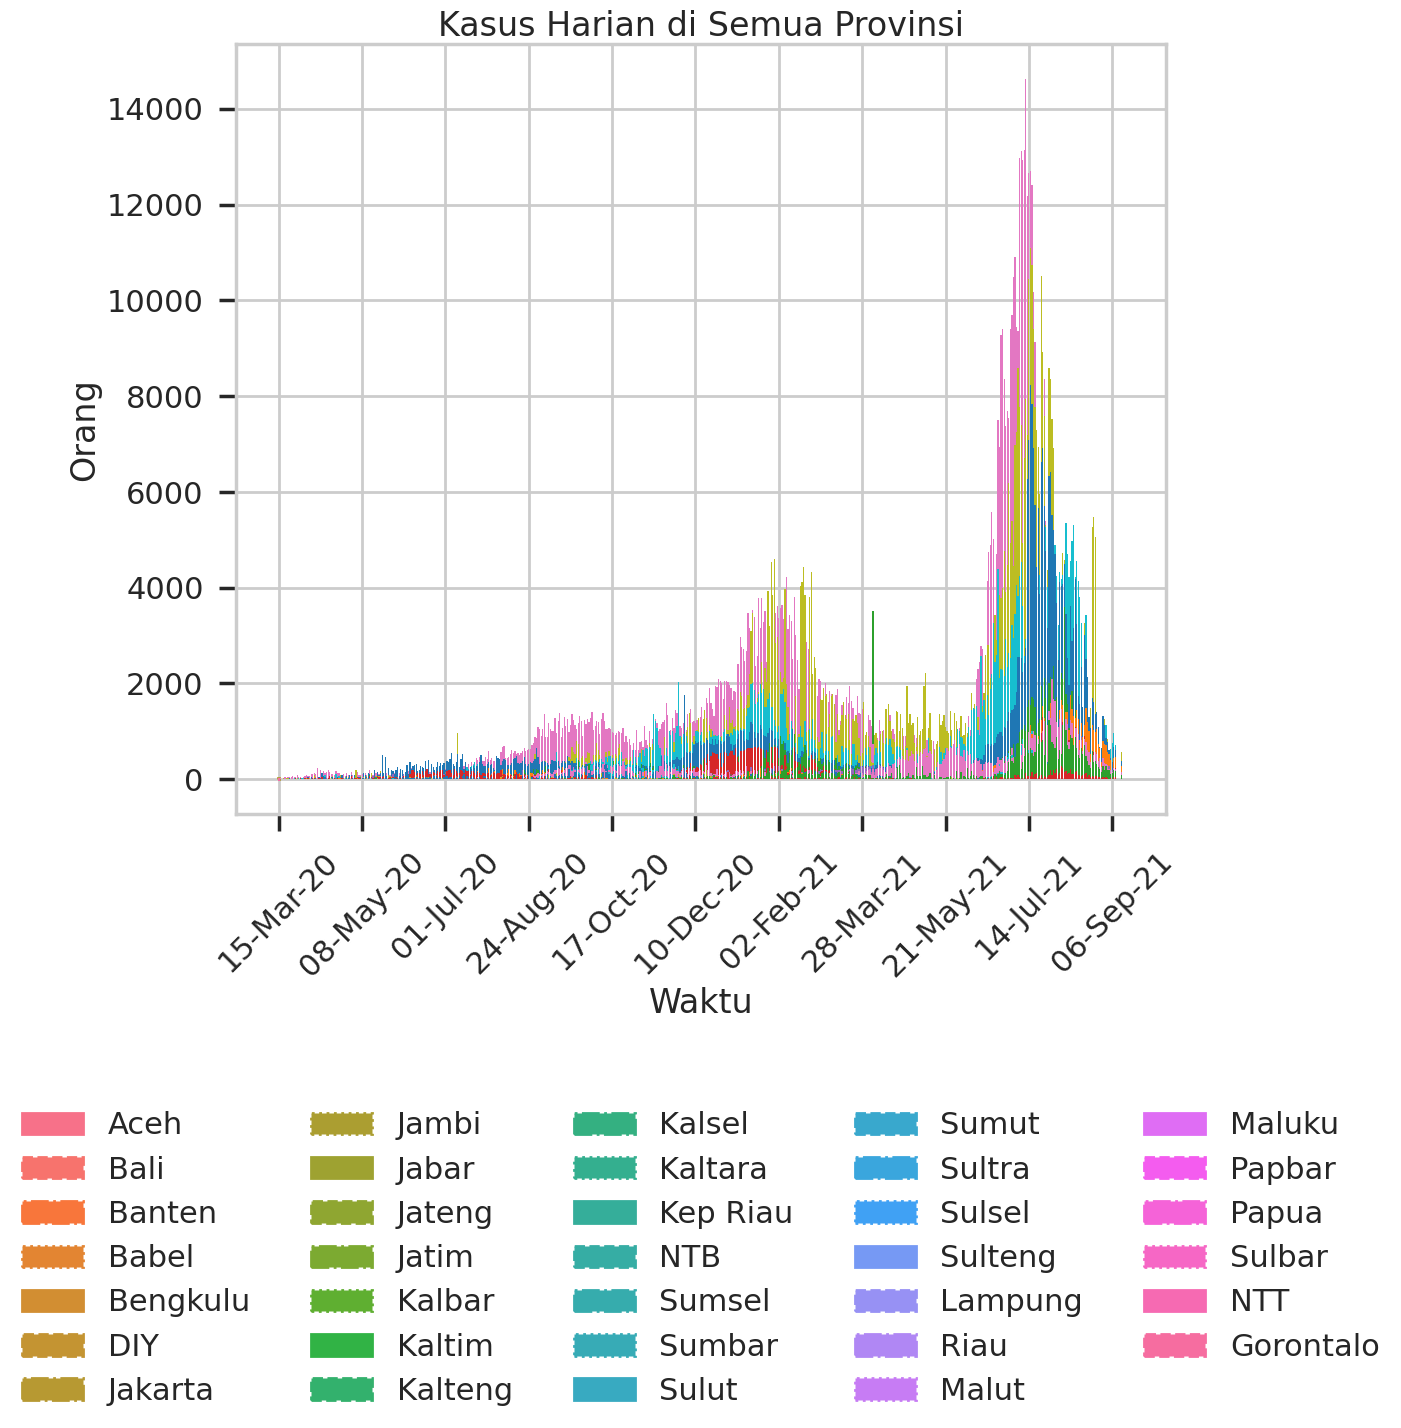 Kasus Harian di Semua Provinsi
14000
12000
10000
8000
6000
4000
2000
0
Orang
15-Mar-20
08-May-20
01-Jul-20
24-Aug-20
17-Oct-20
10-Dec-20
02-Feb-21
28-Mar-21
21-May-21
14-Jul-21
06-Sep-21
Waktu
Aceh
Bali
Banten
Babel
Bengkulu
DIY
Jakarta
Jambi
Jabar
Jateng
Jatim
Kalbar
Kaltim
Kalteng
Kalsel
Kaltara
Kep Riau
NTB
Sumsel
Sumbar
Sulut
Sumut
Sultra
Sulsel
Sulteng
Lampung
Riau
Malut
Maluku
Papbar
Papua
Sulbar
NTT
Gorontalo